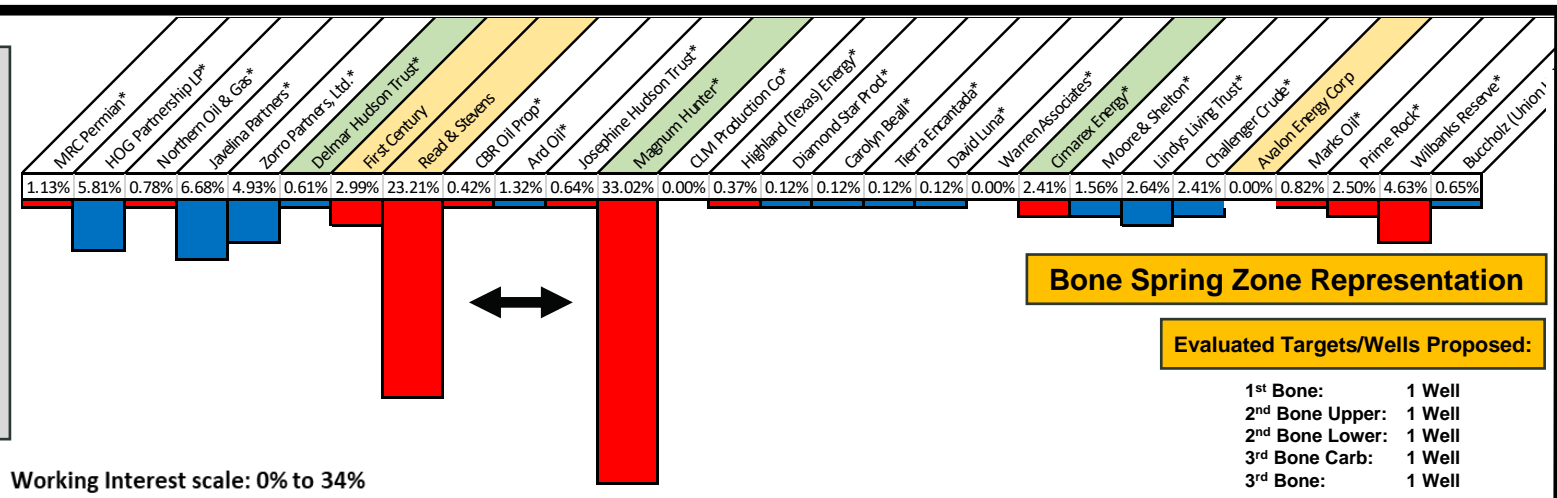 MRC Permian*
HOG Partnership LP*
Northern Oil & Gas*
Javelina Partners*
Zorro Partners, Ltd.*
Delmar Hudson Trust*
First Century
Read & Stevens
CBR Oil Prop*
Ard Oil*
Josephine Hudson Trust*
Magnum Hunter*
CLM Production Co*
Highland (Texas) Energy*
Diamond Star Prod*
Carolyn Beall*
Tierra Encantada*
David Luna*
Warren Associates*
Cimarex Energy*
Moore & Shelton*
Lindys Living Trust*
Challenger Crude*
Avalon Energy Corp
Marks Oil*
Prime Rock*
Wilbanks Reserve*
Buccholz (Union
1.13% 5.81% 0.78% 6.68% 4.93% 0.61% 2.99% 23.21% 0.42% 1.32% 0.64% 33.02% 0.00% 0.37% 0.12% 0.12% 0.12% 0.12% 0.00% 2.41% 1.56% 2.64% 2.41% 0.00% 0.82% 2.50% 4.63% 0.65%
Bone Spring Zone Representation
Evaluated Targets/Wells Proposed:
1st Bone: 1 Well
2nd Bone Upper: 1 Well
2nd Bone Lower: 1 Well
3rd Bone Carb: 1 Well
3rd Bone: 1 Well
Working Interest scale: 0% to 34%